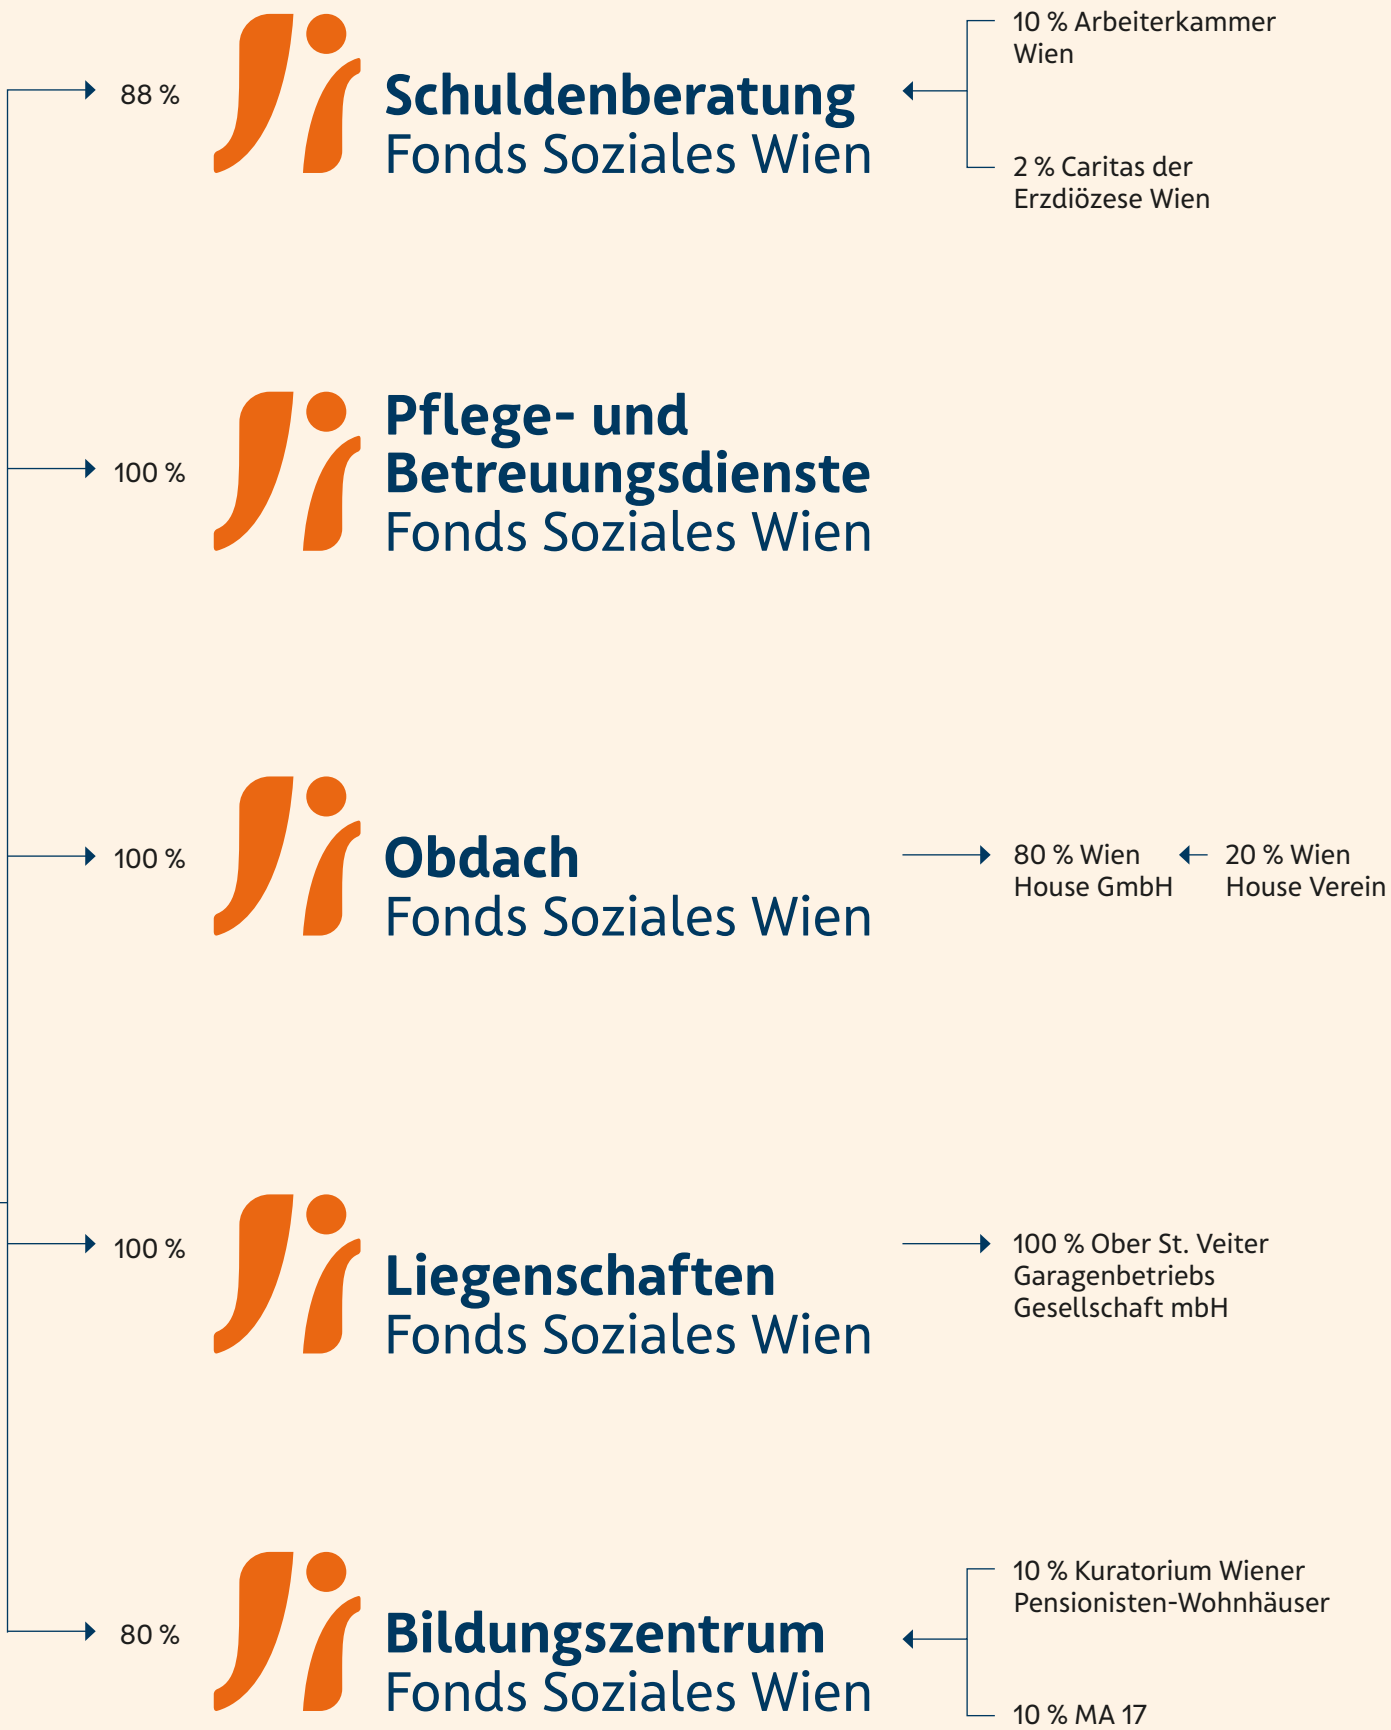 88 %
Schuldenberatung
Fonds Soziales Wien
10 % Arbeiterkammer
Wien
2 % Caritas der
Erzdiözese Wien
100 %
Pflege- und
Betreuungsdienste
Fonds Soziales Wien
100 %
Obdach
Fonds Soziales Wien
80 % Wien
House GmbH
20 % Wien
House Verein
100 %
Liegenschaften
Fonds Soziales Wien
100 % Ober St. Veiter
Garagenbetriebs
Gesellschaft mbH
80 %
Bildungszentrum
Fonds Soziales Wien
10 % Kuratorium Wiener
Pensionisten-Wohnhäuser
10 % MA 17